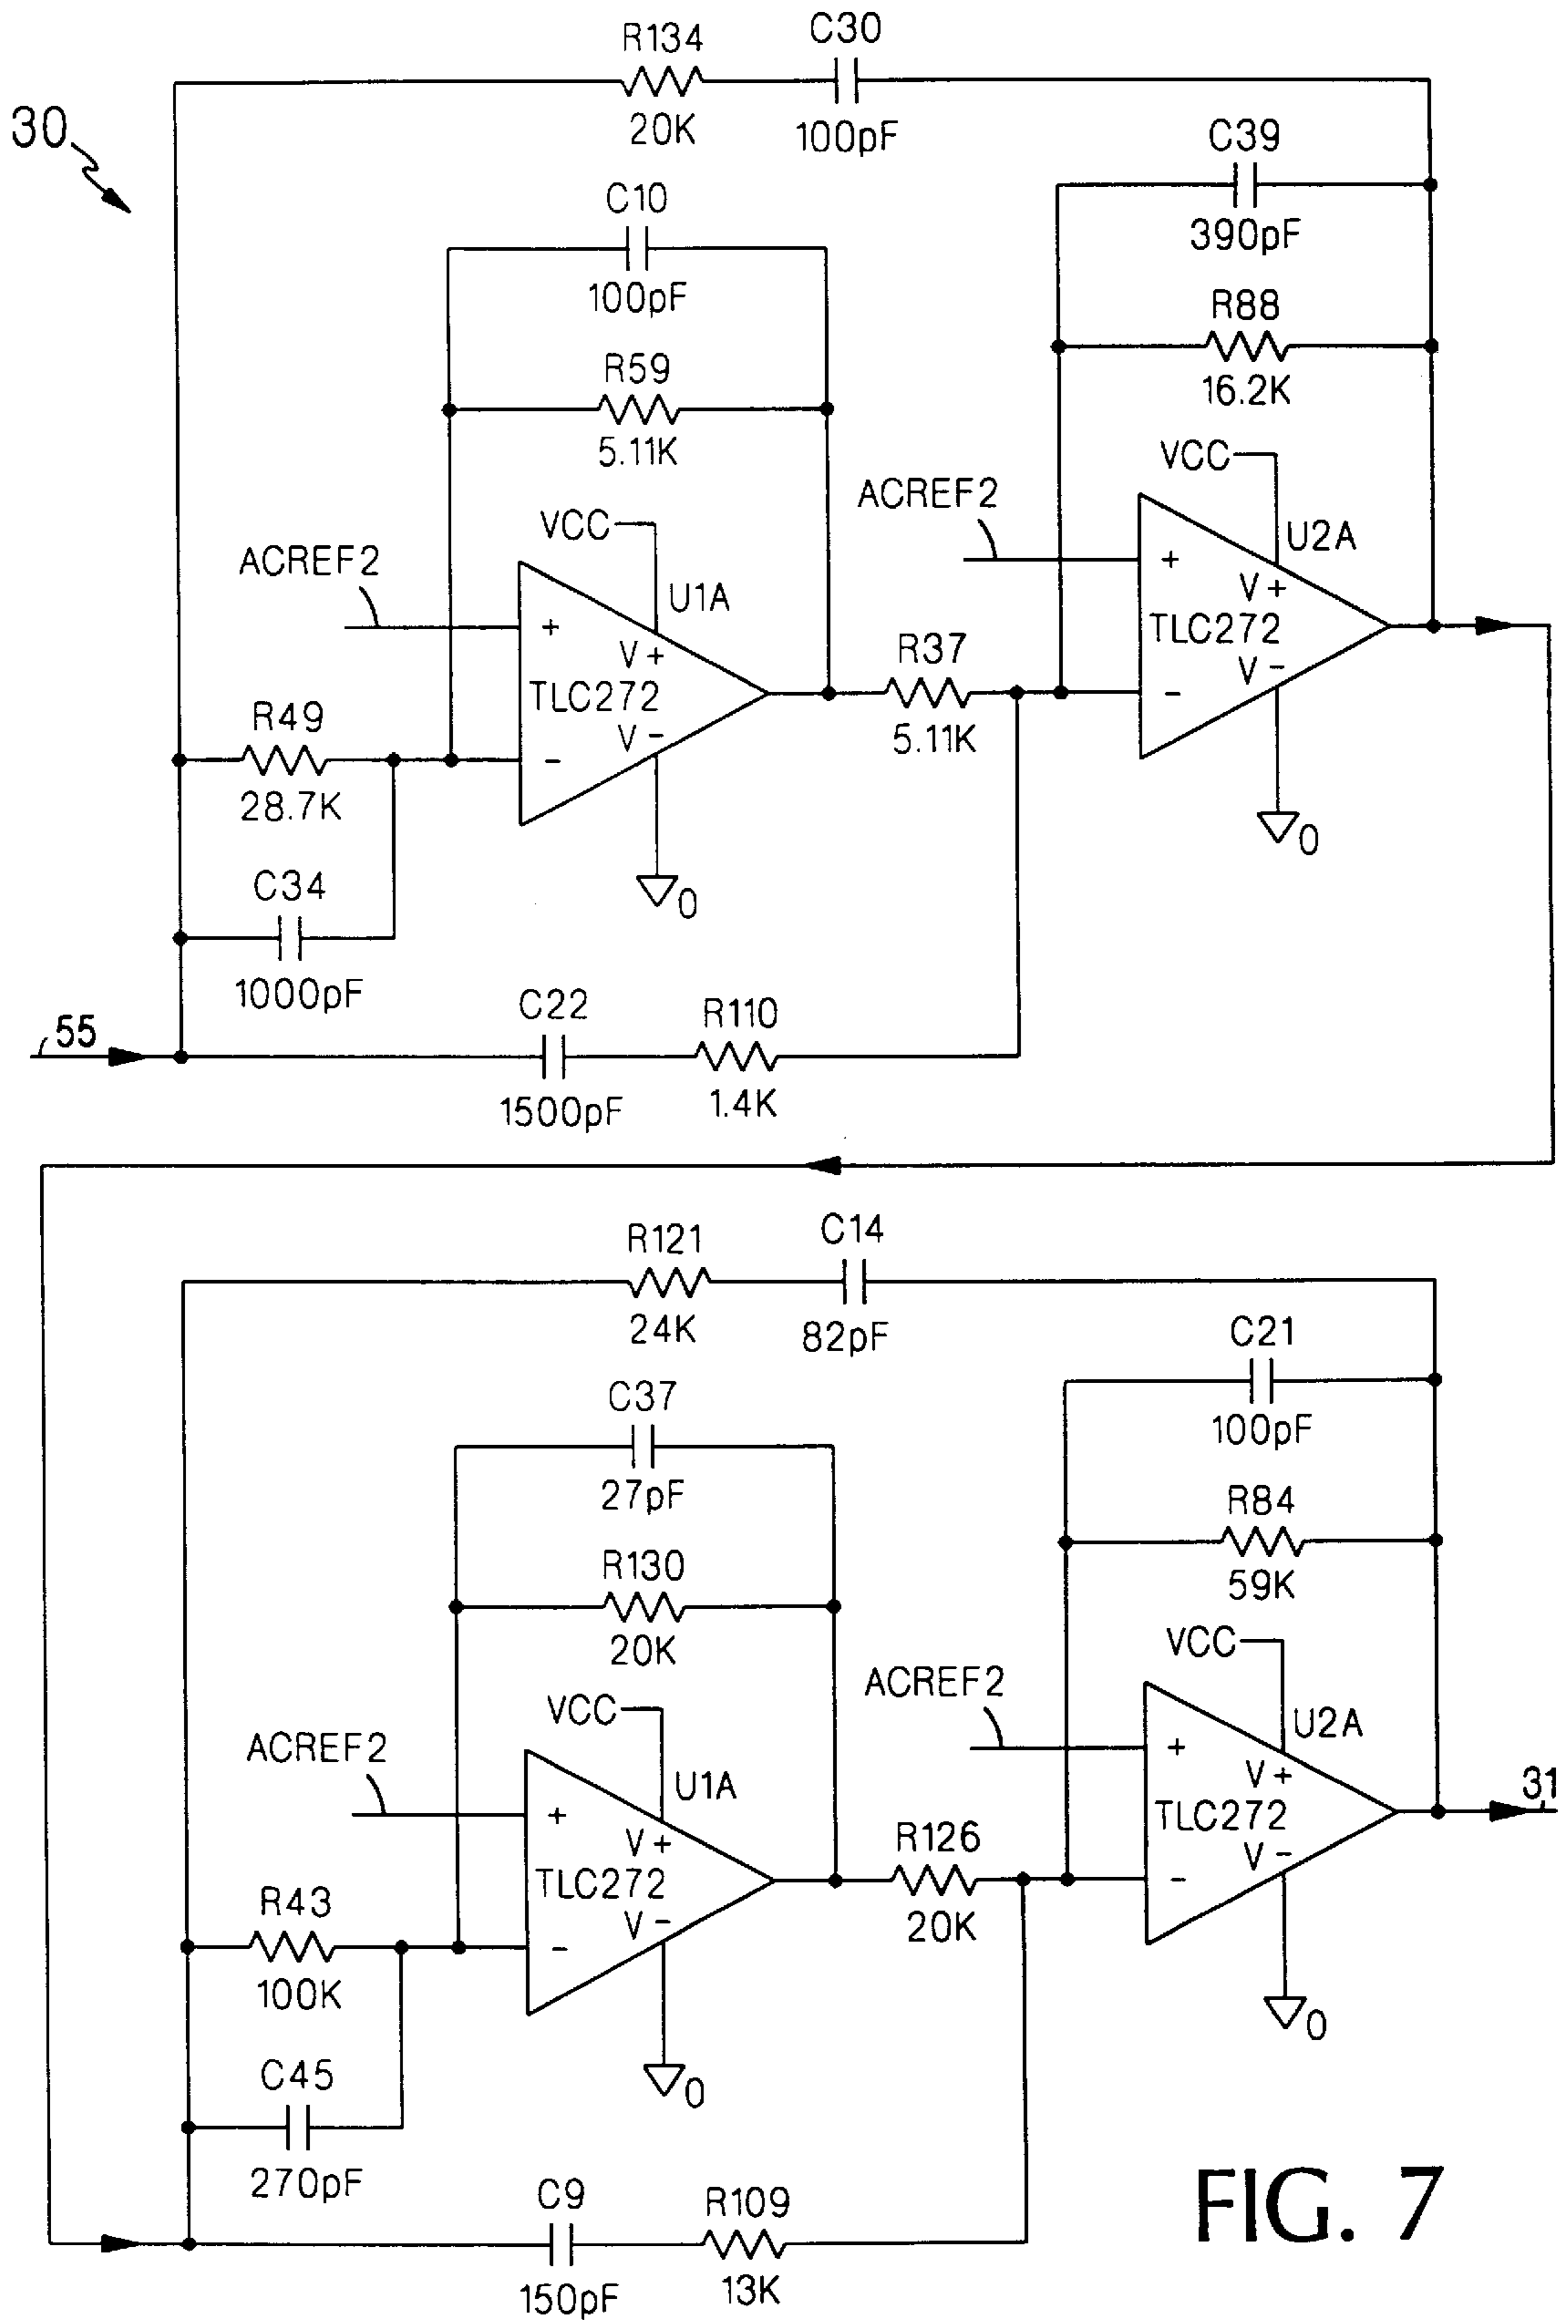 R134
20K
C30
100pF
30
C39
390pF
C10
100pF
R88
16.2K
R59
5.11K
VCC
ACREF2
U2A
+
V+
TLC272
V-
-
VCC
ACREF2
U1A
+
V+
TLC272
V-
-
R37
5.11K
R49
28.7K
0
0
C34
1000pF
55
C22
1500pF
R110
1.4K
R121
24K
C14
82pF
C21
100pF
C37
27pF
R84
59K
R130
20K
VCC
ACREF2
U2A
+
V+
TLC272
V-
-
31
VCC
ACREF2
U1A
+
V+
TLC272
V-
-
R126
20K
R43
100K
0
0
C45
270pF
C9
150pF
R109
13K
FIG. 7